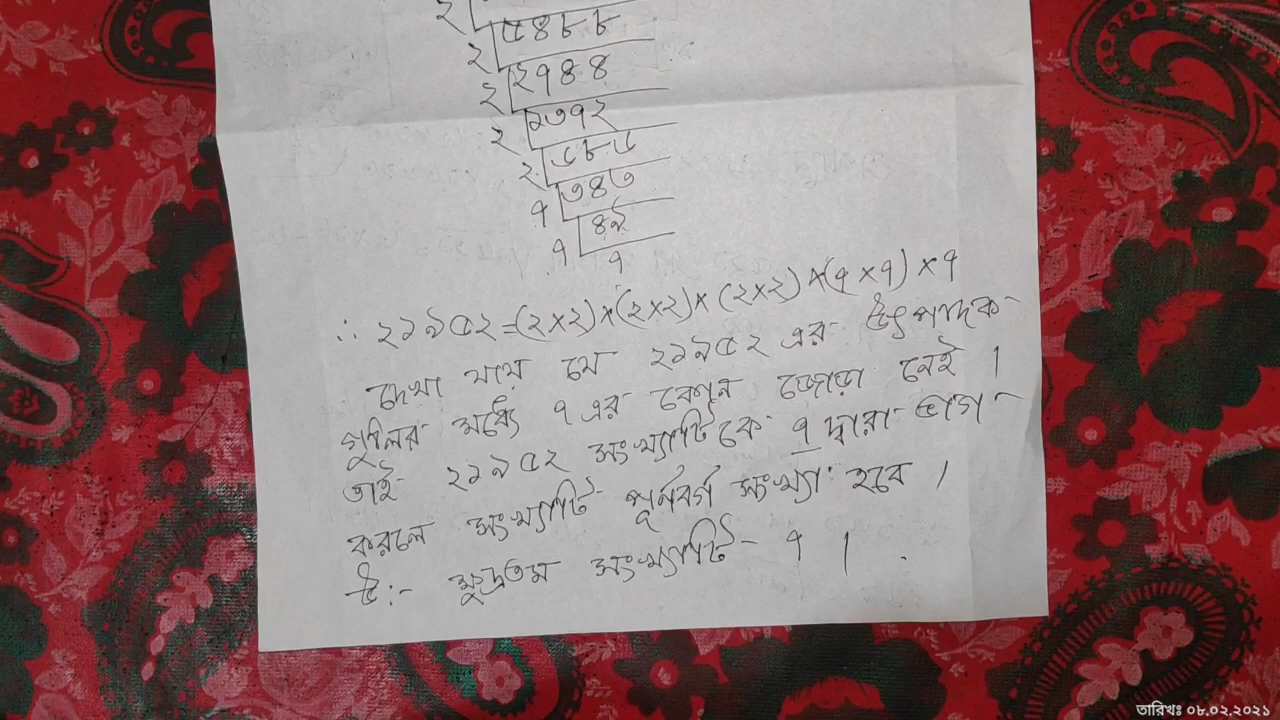 ২
২ ৫৪৮৮
২ ২৭৪৪
২ ১৩৭২
২ ৬৮৬
৭ ৩৪৩
৭ ৪৯
৭
∴ ২১৯৫২=(২×২)×(২×২)×(২×২)×(৭×৭)×৭
দেখা যায় যে ২১৯৫২ এর উৎপাদক
গুলির মধ্যে ৭ এর কোন জোড়া নেই ।
তাই ২১৯৫২ সংখ্যাটিকে ৭ দ্বারা ভাগ
করলে সংখ্যাটি পূর্ণবর্গ সংখ্যা হবে ।
উ:- ক্ষুদ্রতম সংখ্যাটি- ৭ ।
তারিখঃ ০৮.০২.২০২১